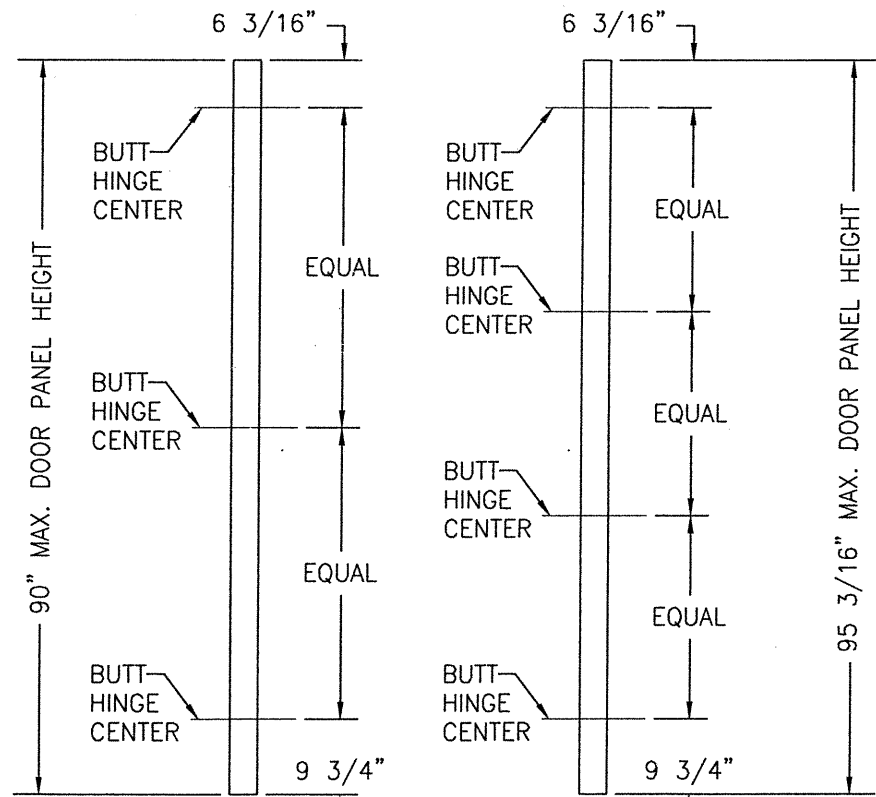 6 3/16"
BUTT
HINGE
CENTER
EQUAL
90" MAX. DOOR PANEL HEIGHT
BUTT
HINGE
CENTER
EQUAL
BUTT
HINGE
CENTER
9 3/4"
6 3/16"
BUTT
HINGE
CENTER
EQUAL
BUTT
HINGE
CENTER
EQUAL
95 3/16" MAX. DOOR PANEL HEIGHT
BUTT
HINGE
CENTER
EQUAL
BUTT
HINGE
CENTER
9 3/4"